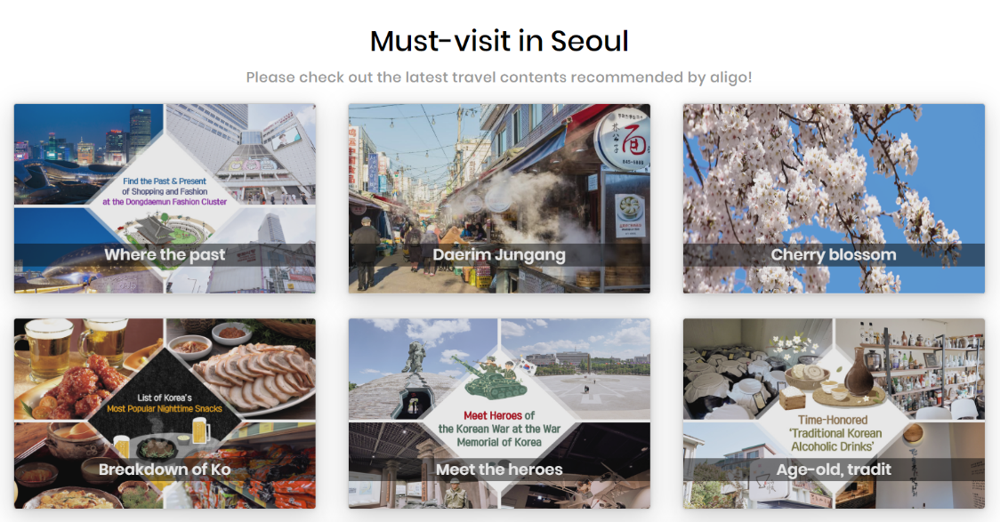 Must-visit in Seoul
Please check out the latest travel contents recommended by aligo!
Find the Past & Present
of Shopping and Fashion
at the Dongdaemun Fashion Cluster
Where the past
Daerim Jungang
945-6889
Cherry blossom
List of Korea's
Most Popular Nighttime Snacks
Breakdown of Ko
Meet Heroes of
the Korean War at the War
Memorial of Korea
Meet the heroes
Time-Honored
'Traditional Korean
Alcoholic Drinks'
Age-old, tradit